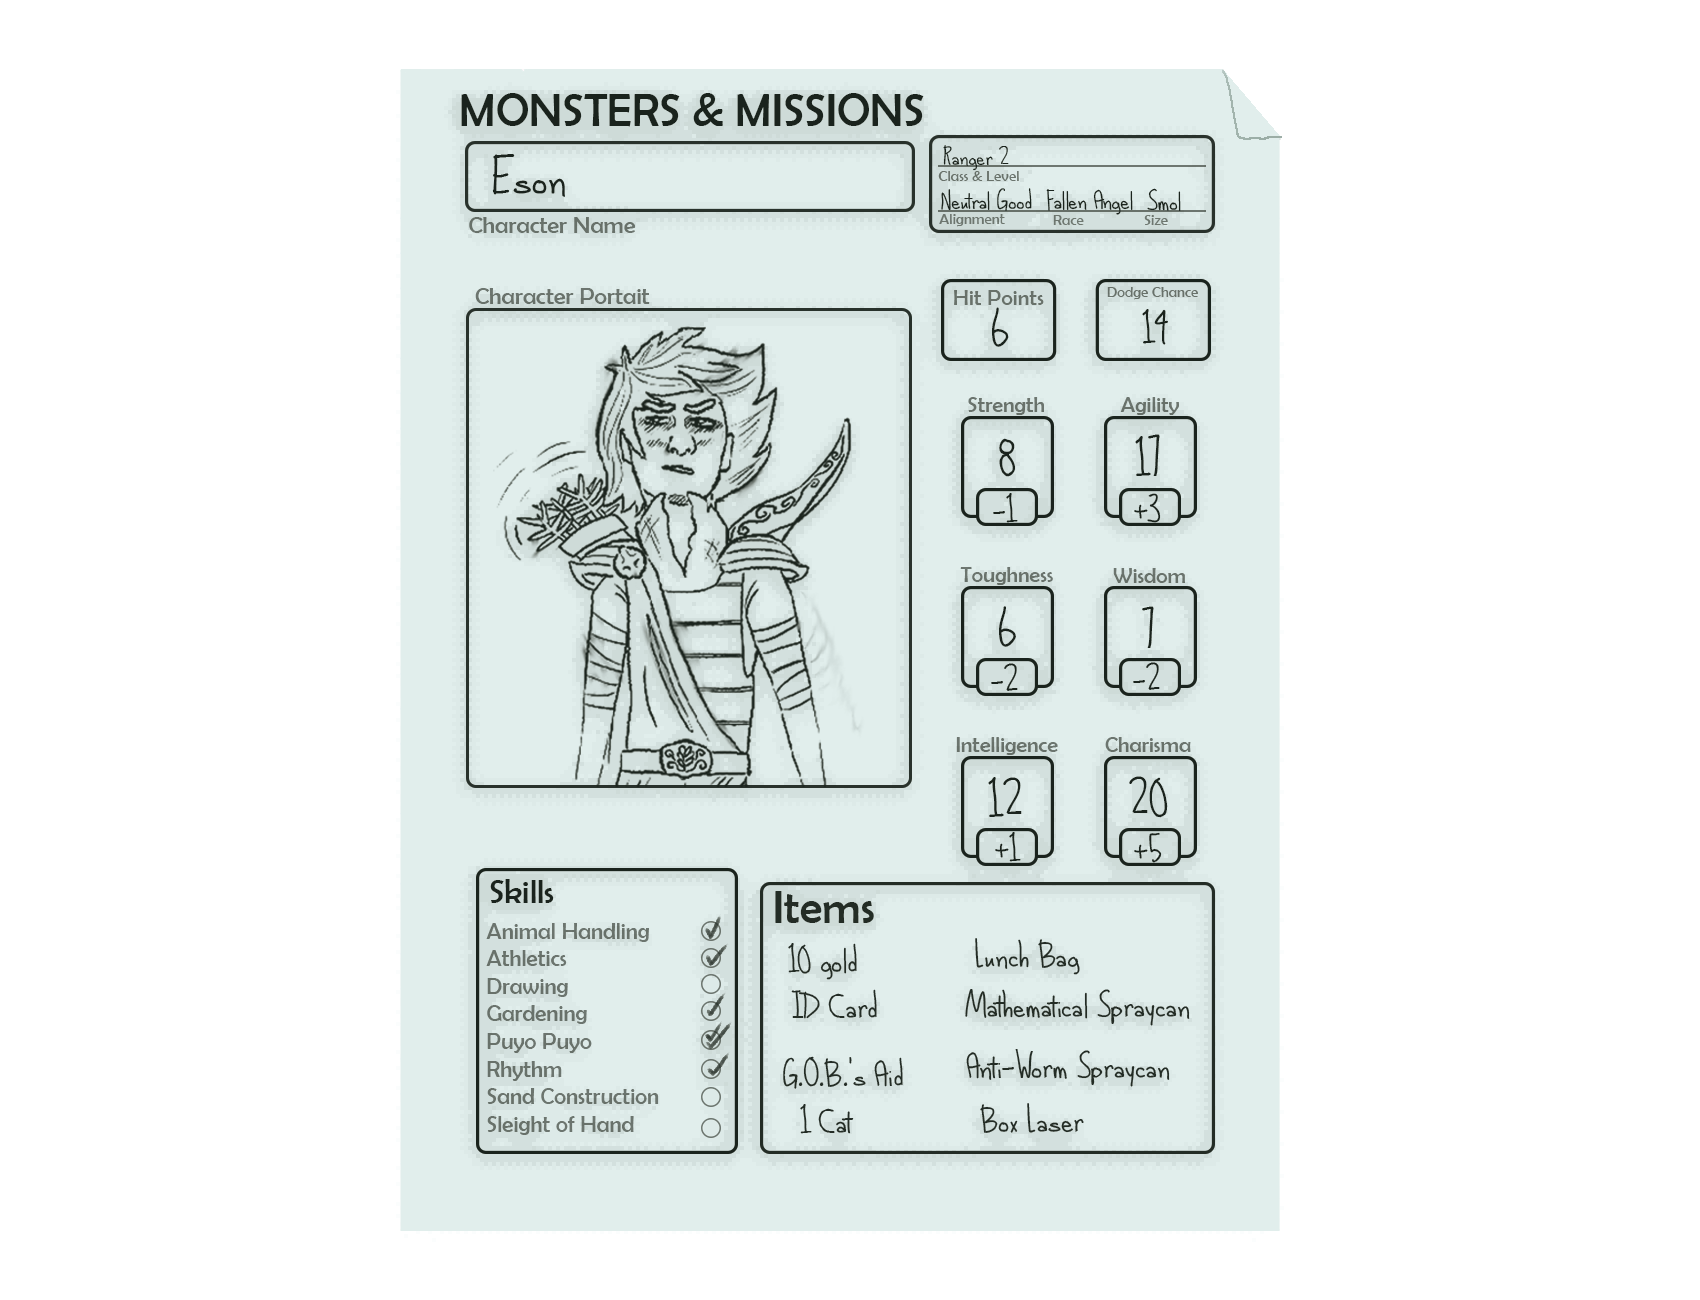 MONSTERS & MISSIONS
Eson
Character Name
Ranger 2
Class & Level
Neutral Good Fallen Angel Smol
Alignment Race Size
Character Portait
Hit Points
6
Dodge Chance
14
Strength
8
-1
Agility
17
+3
Toughness
6
-2
Wisdom
7
-2
Intelligence
12
+1
Charisma
20
+5
Skills
Animal Handling
Athletics
Drawing
Gardening
Puyo Puyo
Rhythm
Sand Construction
Sleight of Hand
Items
10 gold
ID Card
G.O.B.'s Aid
1 Cat
Lunch Bag
Mathematical Spraycan
Anti-Worm Spraycan
Box Laser